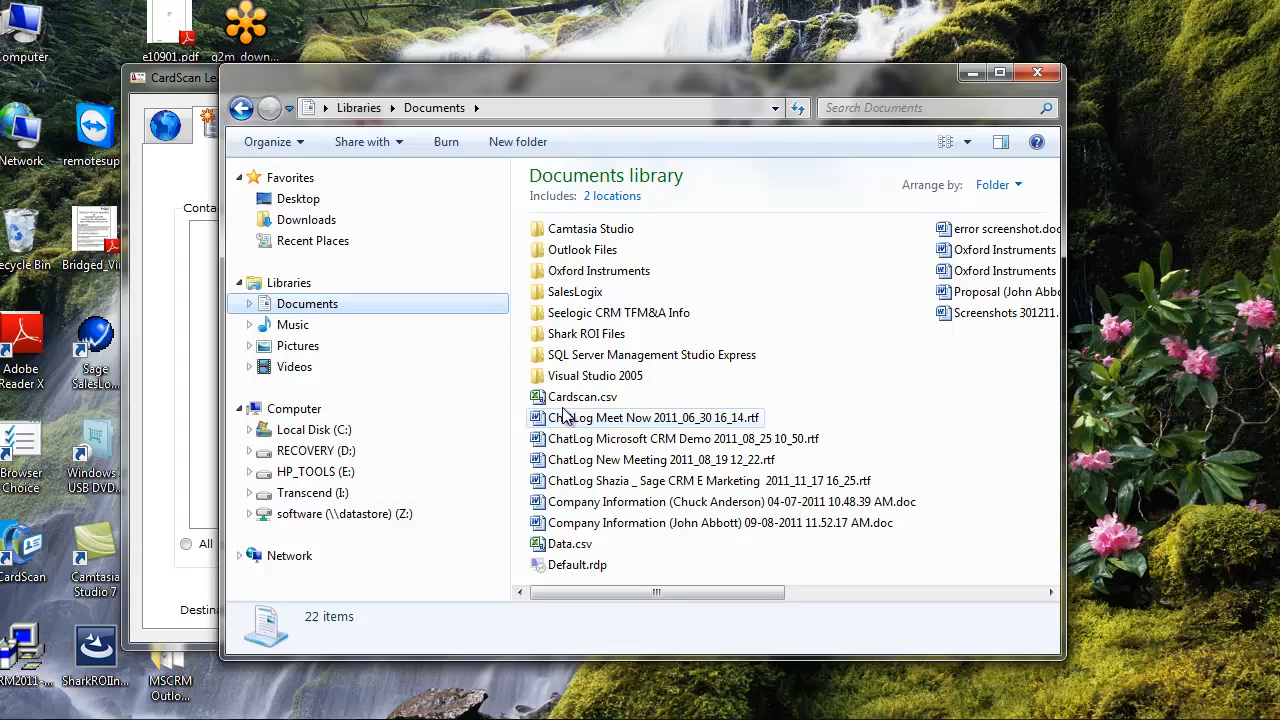 Computer
e10901.pdf
g2m_down...
CardScan Le
Libraries
Documents
Search Documents
Organize
Share with
Burn
New folder
Network
remotesup
Favorites
Desktop
Downloads
Recent Places
Libraries
Documents
Music
Pictures
Videos
Computer
Local Disk (C:)
RECOVERY (D:)
HP_TOOLS (E:)
Transcend (I:)
software (\\datastore) (Z:)
Network
Documents library
Includes: 2 locations
Arrange by: Folder
Camtasia Studio
Outlook Files
Oxford Instruments
SalesLogix
Seelogic CRM TFM&A Info
Shark ROI Files
SQL Server Management Studio Express
Visual Studio 2005
Cardscan.csv
ChatLog Meet Now 2011_06_30 16_14.rtf
ChatLog Microsoft CRM Demo 2011_08_25 10_50.rtf
ChatLog New Meeting 2011_08_19 12_22.rtf
ChatLog Shazia _ Sage CRM E Marketing 2011_11_17 16_25.rtf
Company Information (Chuck Anderson) 04-07-2011 10.48.39 AM.doc
Company Information (John Abbott) 09-08-2011 11.52.17 AM.doc
Data.csv
Default.rdp
error screenshot.doc
Oxford Instruments
Oxford Instruments
Proposal (John Abbo
Screenshots 301211.
22 items
Conta
All
Destina
ecycle Bin
Bridged_Vi
Adobe
Reader X
Sage
SalesLo...
Browser
Choice
Windows
USB DVD...
CardScan
Camtasia
Studio 7
RM2011-...
SharkROIIn...
MSCRM
Outlo...